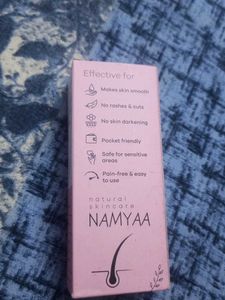 Effective for
Makes skin smooth
No rashes & cuts
No skin darkening
Pocket friendly
Safe for sensitive
areas
Pain-free & easy
to use
natural
skincare
NAMYAA